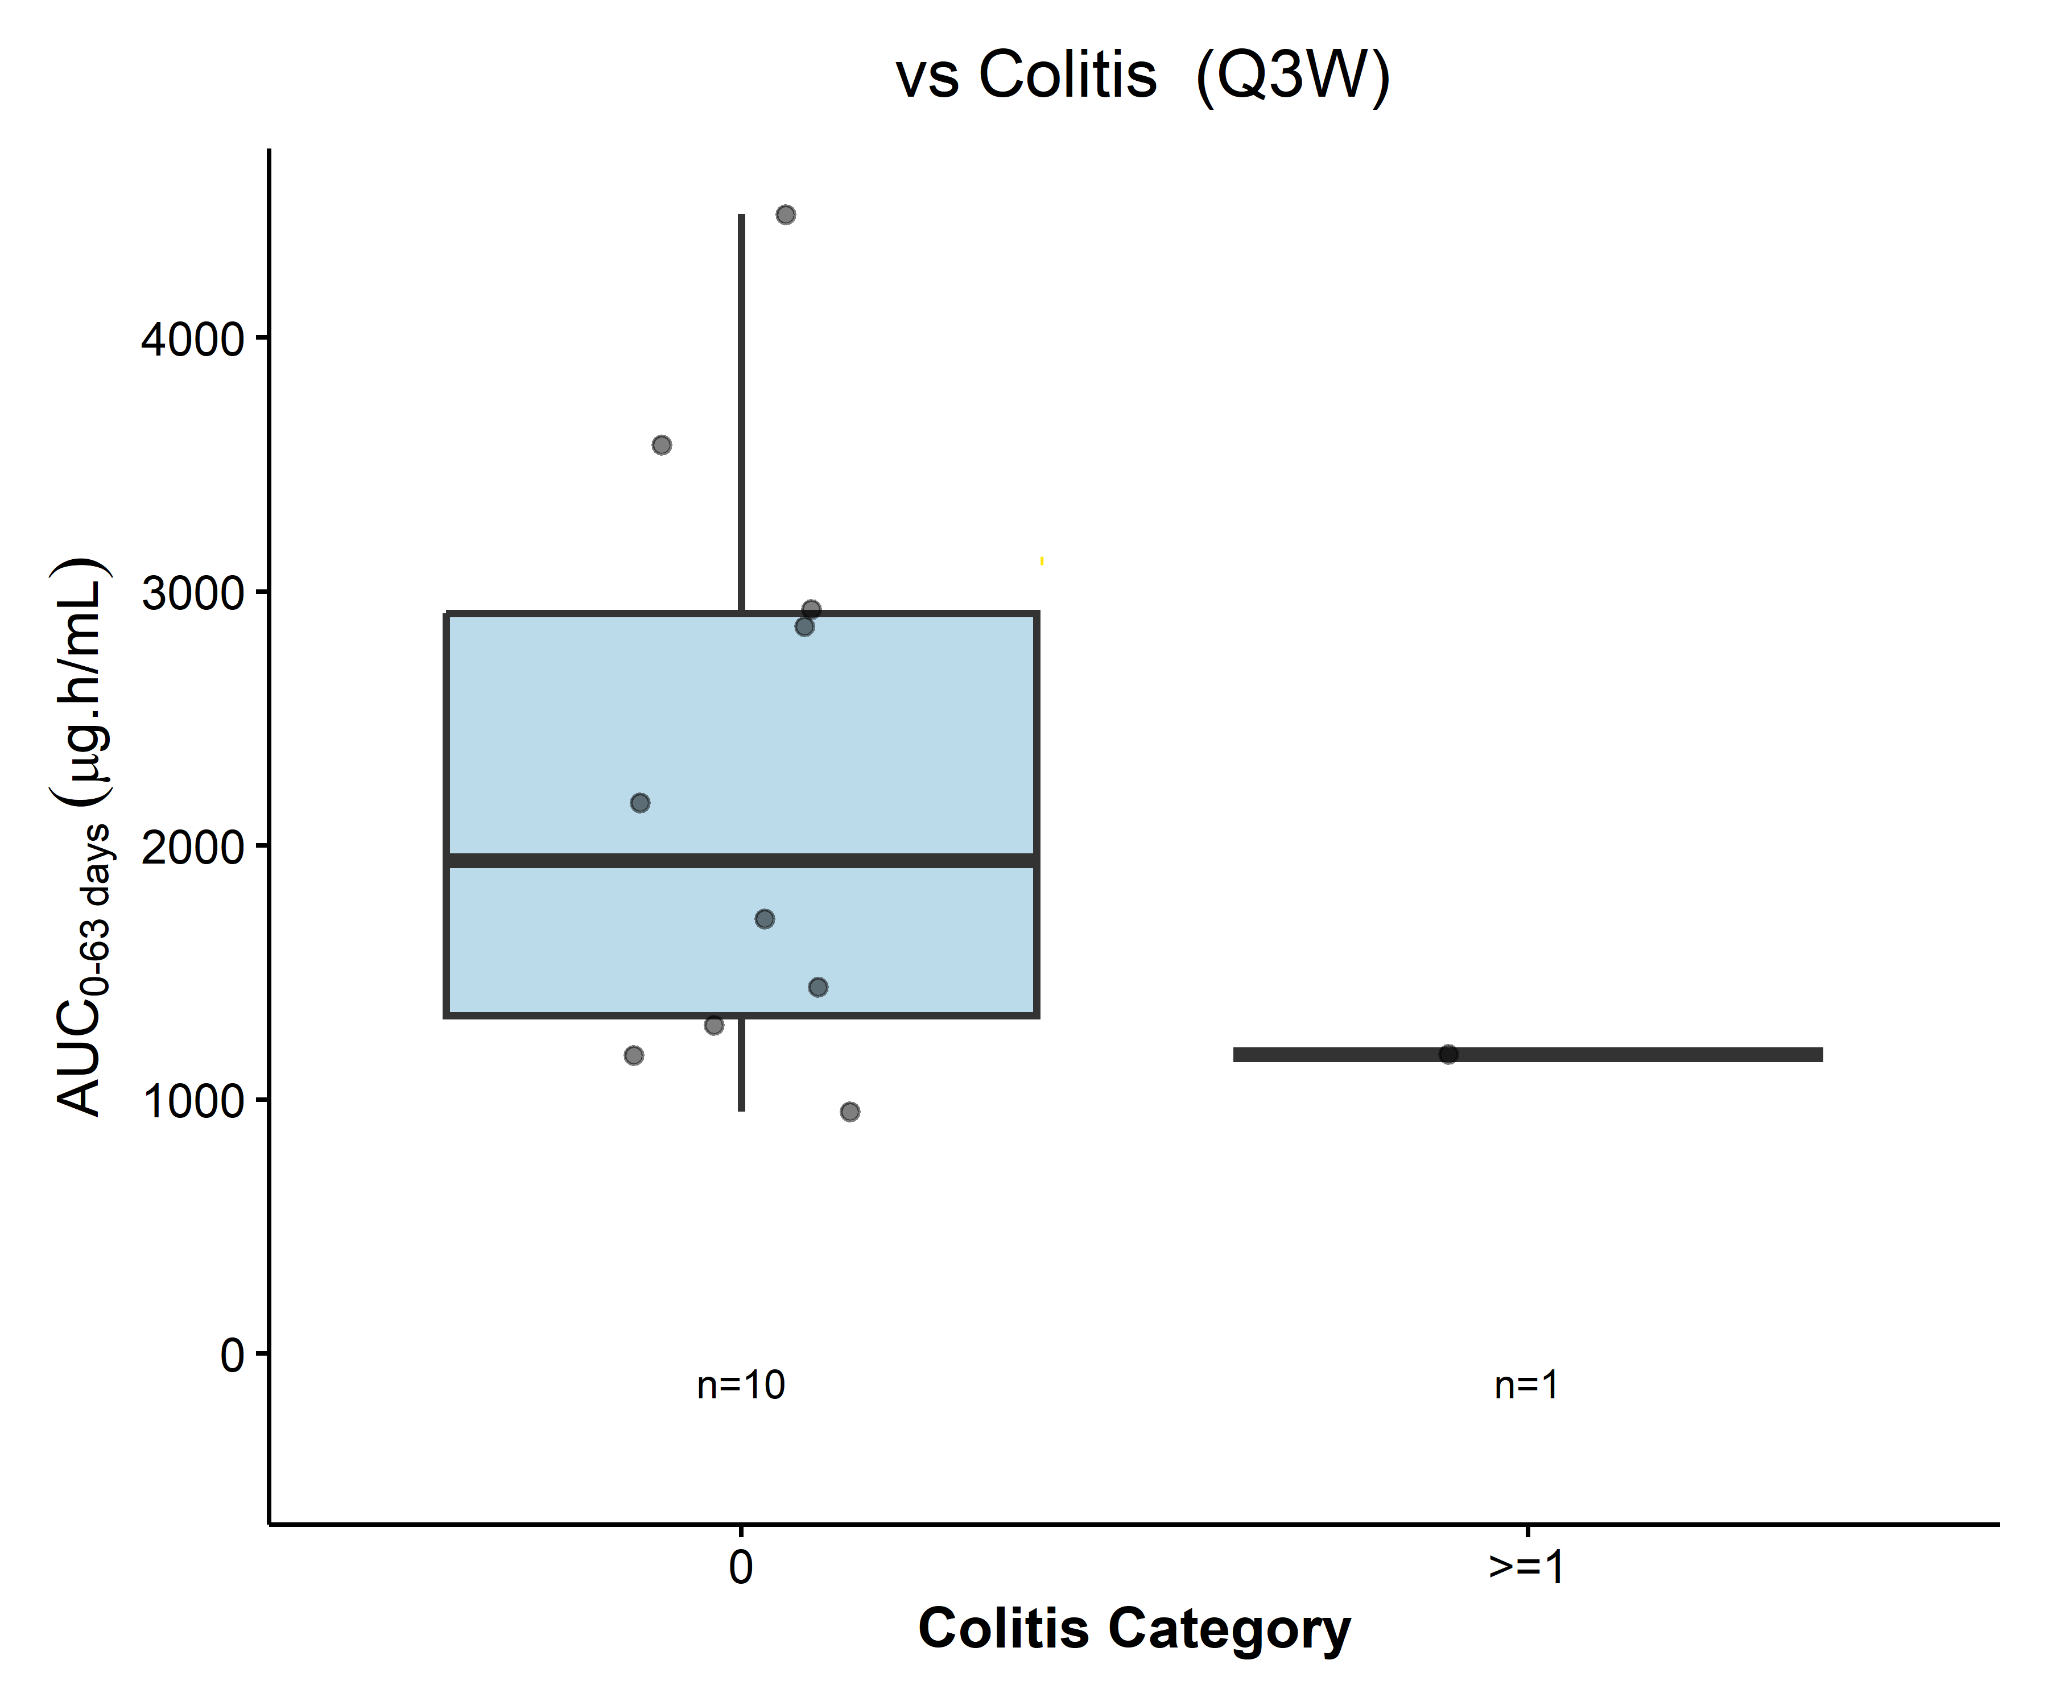 vs Colitis  (Q3W)
AUC0-63 days (μg.h/mL)
4000
3000
2000
1000
0
n=10
n=1
0
>=1
Colitis Category